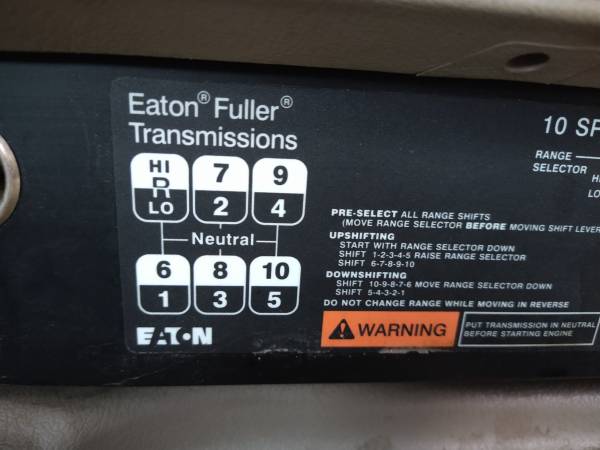 Eaton® Fuller®
Transmissions
HI
R
LO
7
2
9
4
Neutral
6
1
8
3
10
5
EATON
10 SP
RANGE
SELECTOR
HI
LO
PRE-SELECT ALL RANGE SHIFTS
(MOVE RANGE SELECTOR BEFORE MOVING SHIFT LEVER
UPSHIFTING
START WITH RANGE SELECTOR DOWN
SHIFT 1-2-3-4-5 RAISE RANGE SELECTOR
SHIFT 6-7-8-9-10
DOWNSHIFTING
SHIFT 10-9-8-7-6 MOVE RANGE SELECTOR DOWN
SHIFT 5-4-3-2-1
DO NOT CHANGE RANGE WHILE MOVING IN REVERSE
WARNING
PUT TRANSMISSION IN NEUTRAL
BEFORE STARTING ENGINE